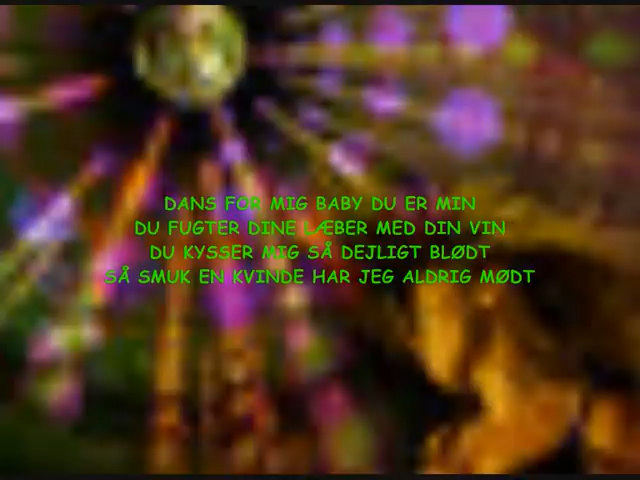 DANS FOR MIG BABY DU ER MIN
DU FUGTER DINE LÆBER MED DIN VIN
DU KYSSER MIG SÅ DEJLIGT BLØDT
SÅ SMUK EN KVINDE HAR JEG ALDRIG MØDT